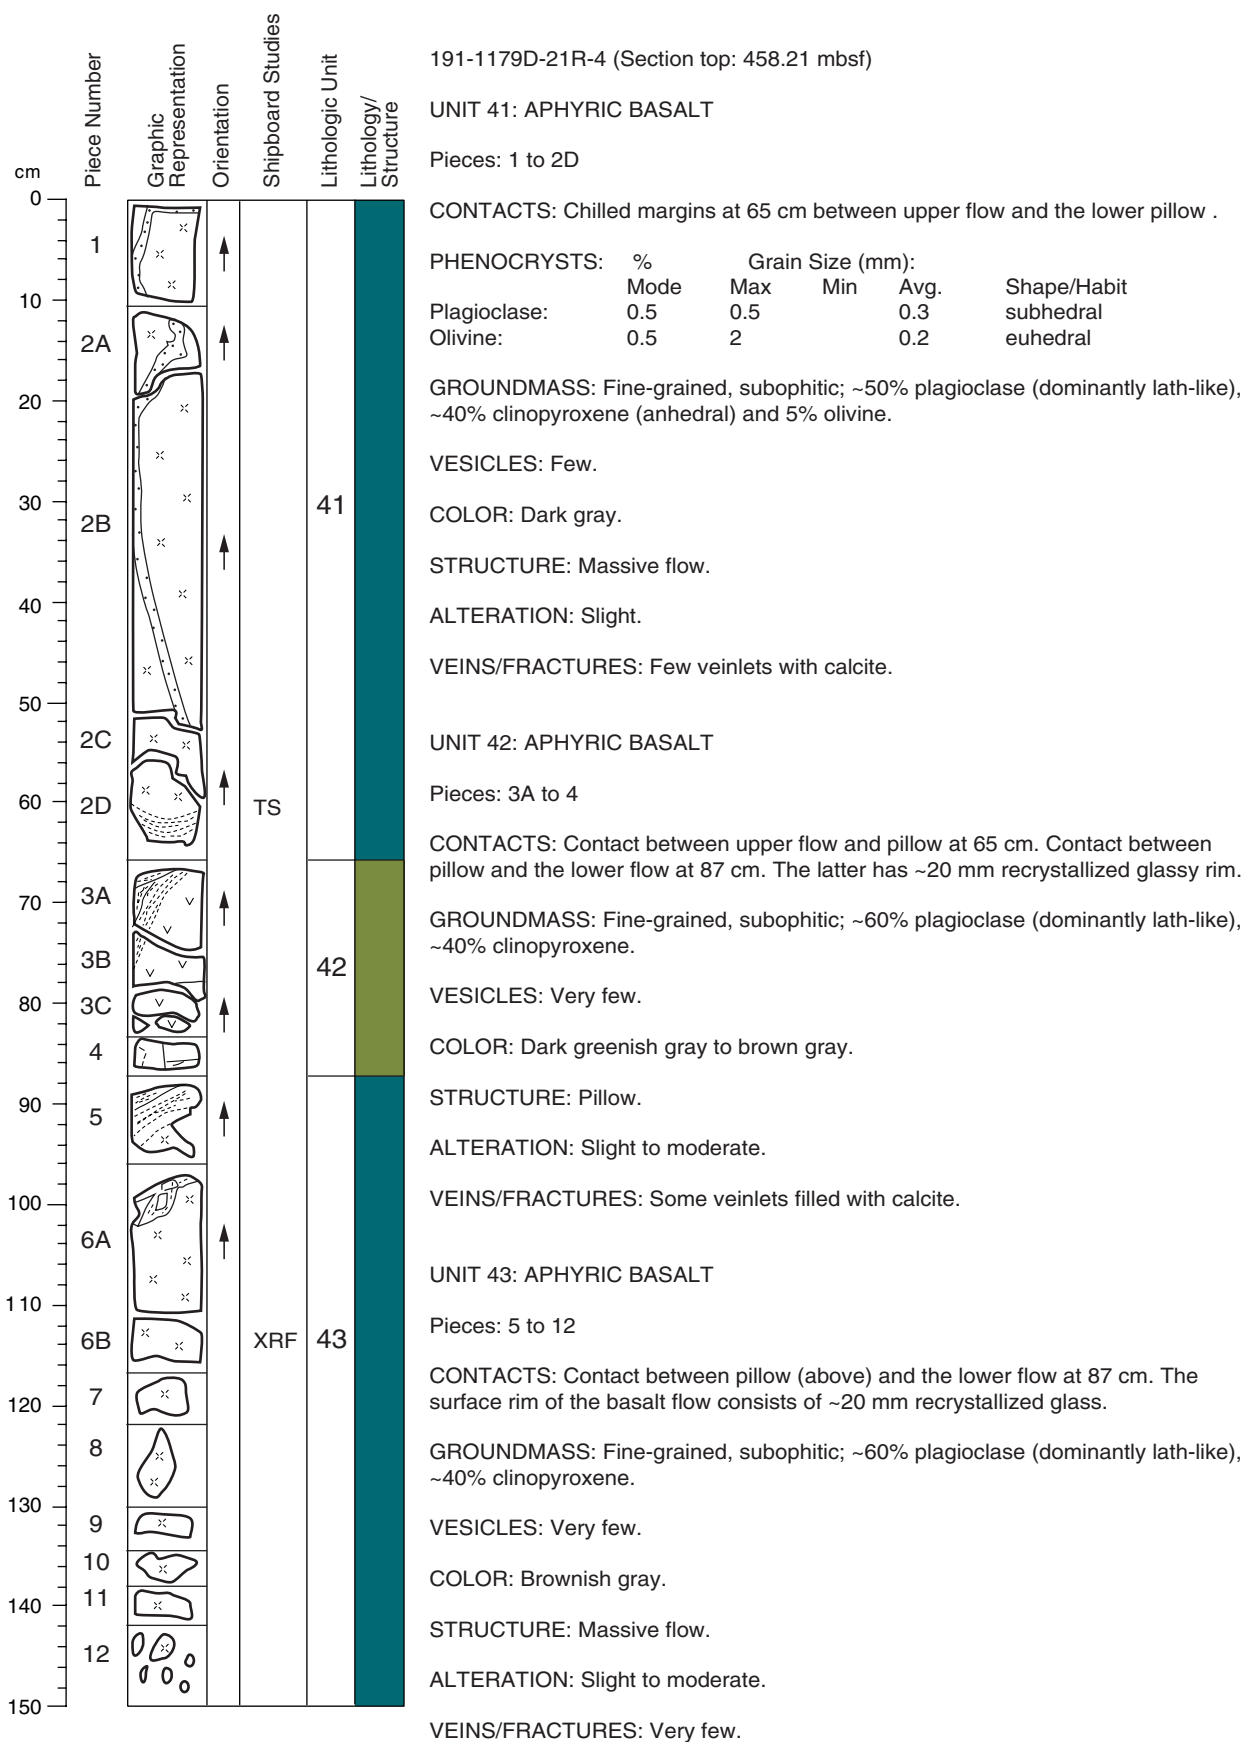 cm
Piece Number
Graphic
Representation
Orientation
Shipboard Studies
Lithologic Unit
Lithology/
Structure
0
10
20
30
40
50
60
70
80
90
100
110
120
130
140
150
1
2A
2B
2C
2D
3A
3B
3C
4
5
6A
6B
7
8
9
10
11
12
TS
XRF
41
42
43
191-1179D-21R-4 (Section top: 458.21 mbsf)
UNIT 41: APHYRIC BASALT
Pieces: 1 to 2D
CONTACTS: Chilled margins at 65 cm between upper flow and the lower pillow .
PHENOCRYSTS: % Grain Size (mm):
Mode Max Min Avg. Shape/Habit
Plagioclase: 0.5 0.5 0.3 subhedral
Olivine: 0.5 2 0.2 euhedral
GROUNDMASS: Fine-grained, subophitic; ~50% plagioclase (dominantly lath-like),
~40% clinopyroxene (anhedral) and 5% olivine.
VESICLES: Few.
COLOR: Dark gray.
STRUCTURE: Massive flow.
ALTERATION: Slight.
VEINS/FRACTURES: Few veinlets with calcite.
UNIT 42: APHYRIC BASALT
Pieces: 3A to 4
CONTACTS: Contact between upper flow and pillow at 65 cm. Contact between
pillow and the lower flow at 87 cm. The latter has ~20 mm recrystallized glassy rim.
GROUNDMASS: Fine-grained, subophitic; ~60% plagioclase (dominantly lath-like),
~40% clinopyroxene.
VESICLES: Very few.
COLOR: Dark greenish gray to brown gray.
STRUCTURE: Pillow.
ALTERATION: Slight to moderate.
VEINS/FRACTURES: Some veinlets filled with calcite.
UNIT 43: APHYRIC BASALT
Pieces: 5 to 12
CONTACTS: Contact between pillow (above) and the lower flow at 87 cm. The
surface rim of the basalt flow consists of ~20 mm recrystallized glass.
GROUNDMASS: Fine-grained, subophitic; ~60% plagioclase (dominantly lath-like),
~40% clinopyroxene.
VESICLES: Very few.
COLOR: Brownish gray.
STRUCTURE: Massive flow.
ALTERATION: Slight to moderate.
VEINS/FRACTURES: Very few.